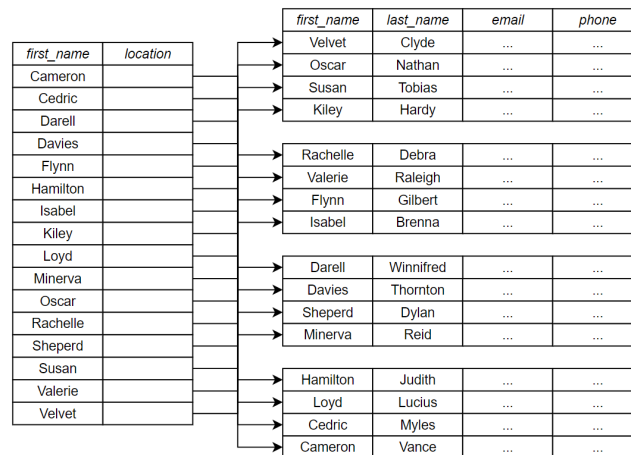 first_name location
Cameron
Cedric
Darell
Davies
Flynn
Hamilton
Isabel
Kiley
Loyd
Minerva
Oscar
Rachelle
Sheperd
Susan
Valerie
Velvet
first_name last_name email phone
Velvet Clyde ... ...
Oscar Nathan ... ...
Susan Tobias ... ...
Kiley Hardy ... ...
Rachelle Debra ... ...
Valerie Raleigh ... ...
Flynn Gilbert ... ...
Isabel Brenna ... ...
Darell Winnifred ... ...
Davies Thornton ... ...
Sheperd Dylan ... ...
Minerva Reid ... ...
Hamilton Judith ... ...
Loyd Lucius ... ...
Cedric Myles ... ...
Cameron Vance ... ...